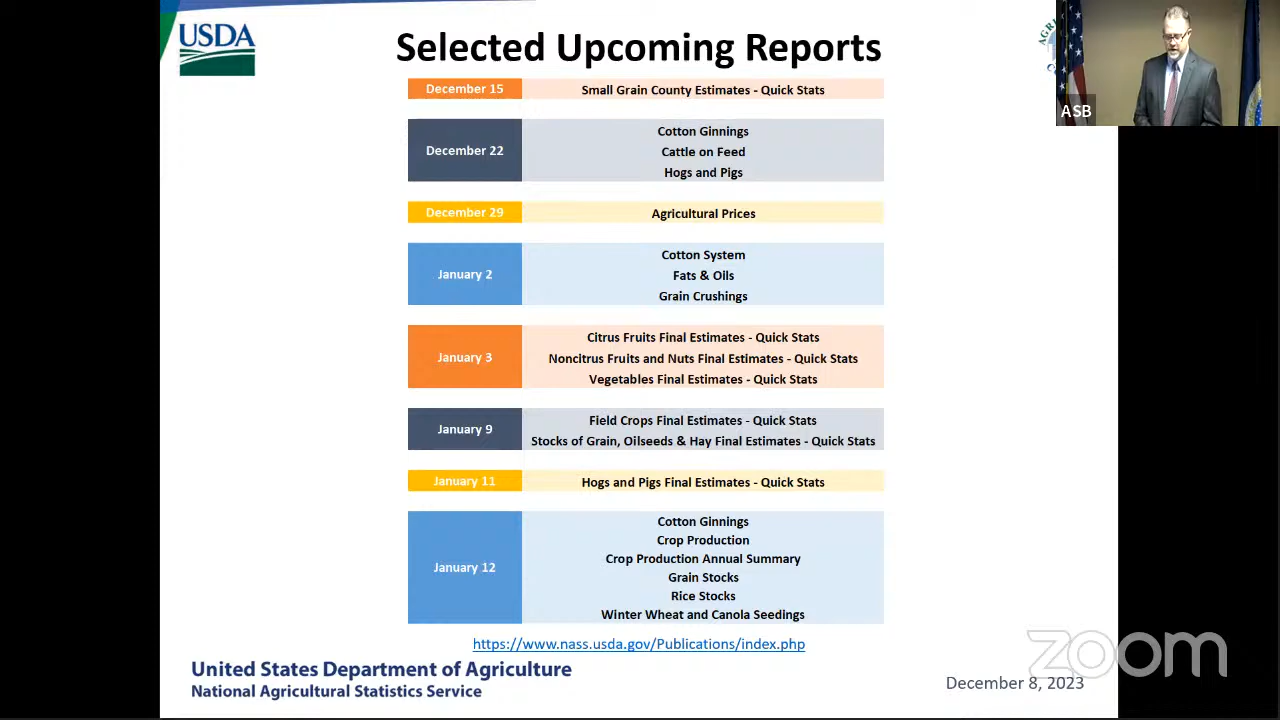 USDA
Selected Upcoming Reports
AGRI
ASB
December 15
Small Grain County Estimates - Quick Stats
December 22
Cotton Ginnings
Cattle on Feed
Hogs and Pigs
December 29
Agricultural Prices
January 2
Cotton System
Fats & Oils
Grain Crushings
January 3
Citrus Fruits Final Estimates - Quick Stats
Noncitrus Fruits and Nuts Final Estimates - Quick Stats
Vegetables Final Estimates - Quick Stats
January 9
Field Crops Final Estimates - Quick Stats
Stocks of Grain, Oilseeds & Hay Final Estimates - Quick Stats
January 11
Hogs and Pigs Final Estimates - Quick Stats
January 12
Cotton Ginnings
Crop Production
Crop Production Annual Summary
Grain Stocks
Rice Stocks
Winter Wheat and Canola Seedings
https://www.nass.usda.gov/Publications/index.php
United States Department of Agriculture
National Agricultural Statistics Service
zoom
December 8, 2023